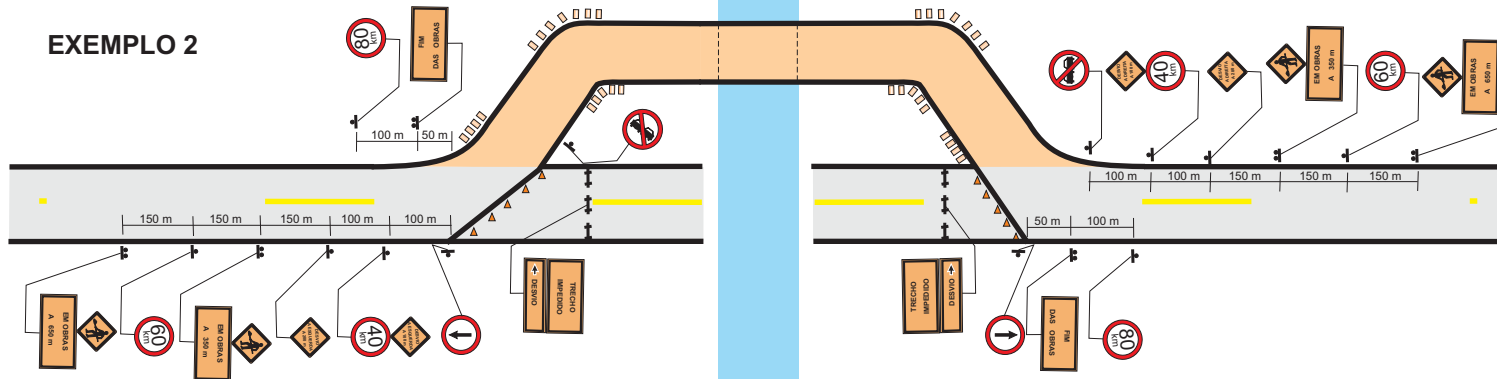 EXEMPLO 2
80
km
FIM
DAS OBRAS
100 m
50 m
40
km
EM OBRAS
A 350 m
60
km
EM OBRAS
A 650 m
100 m
100 m
150 m
150 m
150 m
150 m
150 m
150 m
100 m
100 m
50 m
100 m
EM OBRAS
A 650 m
60
km
EM OBRAS
A 350 m
40
km
DESVIO
TRECHO
IMPEDIDO
TRECHO
IMPEDIDO
DESVIO
FIM
DAS OBRAS
80
km